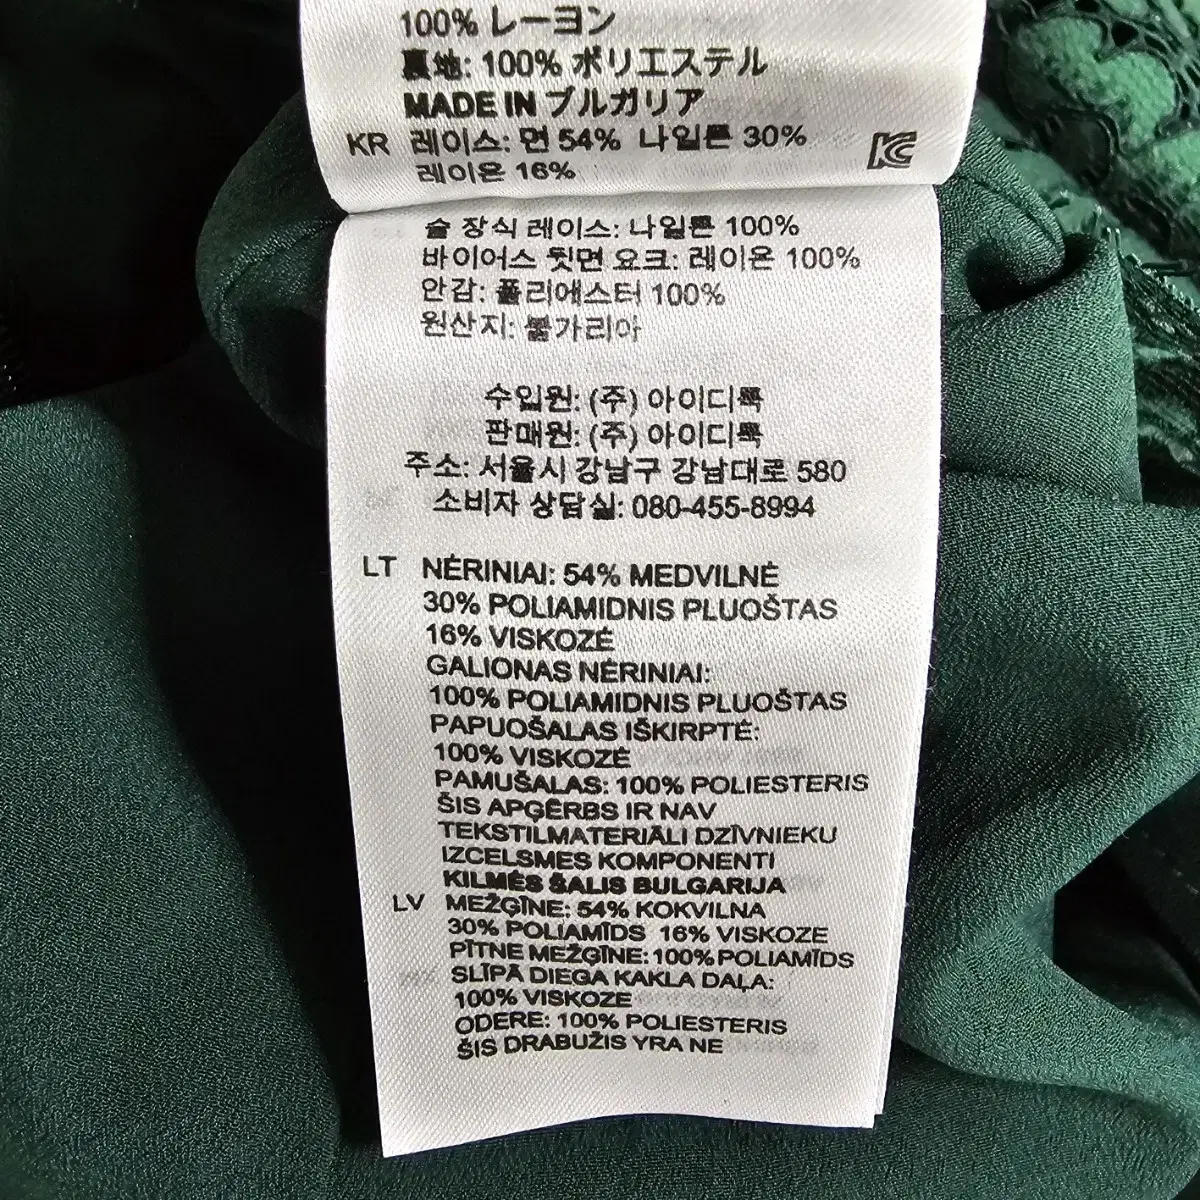 100% レーヨン
裏地: 100% ポリエステル
MADE IN ブルガリア
KR 레이스: 면 54% 나일론 30%
레이온 16%
술 장식 레이스: 나일론 100%
바이어스 뒷면 요크: 레이온 100%
안감: 폴리에스터 100%
원산지: 불가리아
수입원: (주) 아이디룩
판매원: (주) 아이디룩
주소: 서울시 강남구 강남대로 580
소비자 상담실: 080-455-8994
LT NĖRINIAI: 54% MEDVILNĖ
30% POLIAMIDNIS PLUOŠTAS
16% VISKOZĖ
GALIONAS NĖRINIAI:
100% POLIAMIDNIS PLUOŠTAS
PAPUOŠALAS IŠKIRPTĖ:
100% VISKOZĖ
PAMUŠALAS: 100% POLIESTERIS
ŠIS APĢĒRBS IR NAV
TEKSTILMATERIĀLI DZĪVNIEKU
IZCELSMES KOMPONENTI
KILMĖS ŠALIS BULGARIJA
LV MEŽĢĪNE: 54% KOKVILNA
30% POLIAMĪDS 16% VISKOZE
PĪTNE MEŽĢĪNE: 100% POLIAMĪDS
SLĪPĀ DIEGA KAKLA DAĻA:
100% VISKOZE
ODERE: 100% POLIESTERIS
ŠIS DRABUŽIS YRA NE